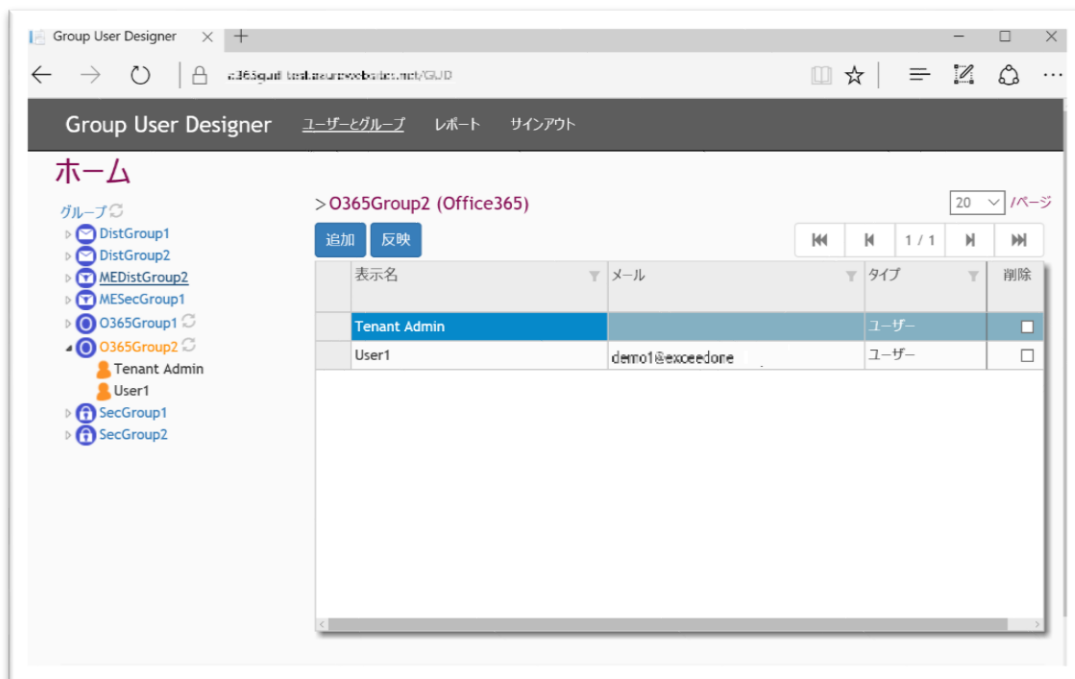 Group User Designer
/GUD
Group User Designer ユーザーとグループ レポート サインアウト
ホーム
グループ
DistGroup1
DistGroup2
MEDistGroup2
MESecGroup1
O365Group1
O365Group2
Tenant Admin
User1
SecGroup1
SecGroup2
>O365Group2 (Office365)
20 /ページ
追加 反映
1 / 1
表示名 メール タイプ 削除
Tenant Admin ユーザー
User1 demo1@exceedone ユーザー